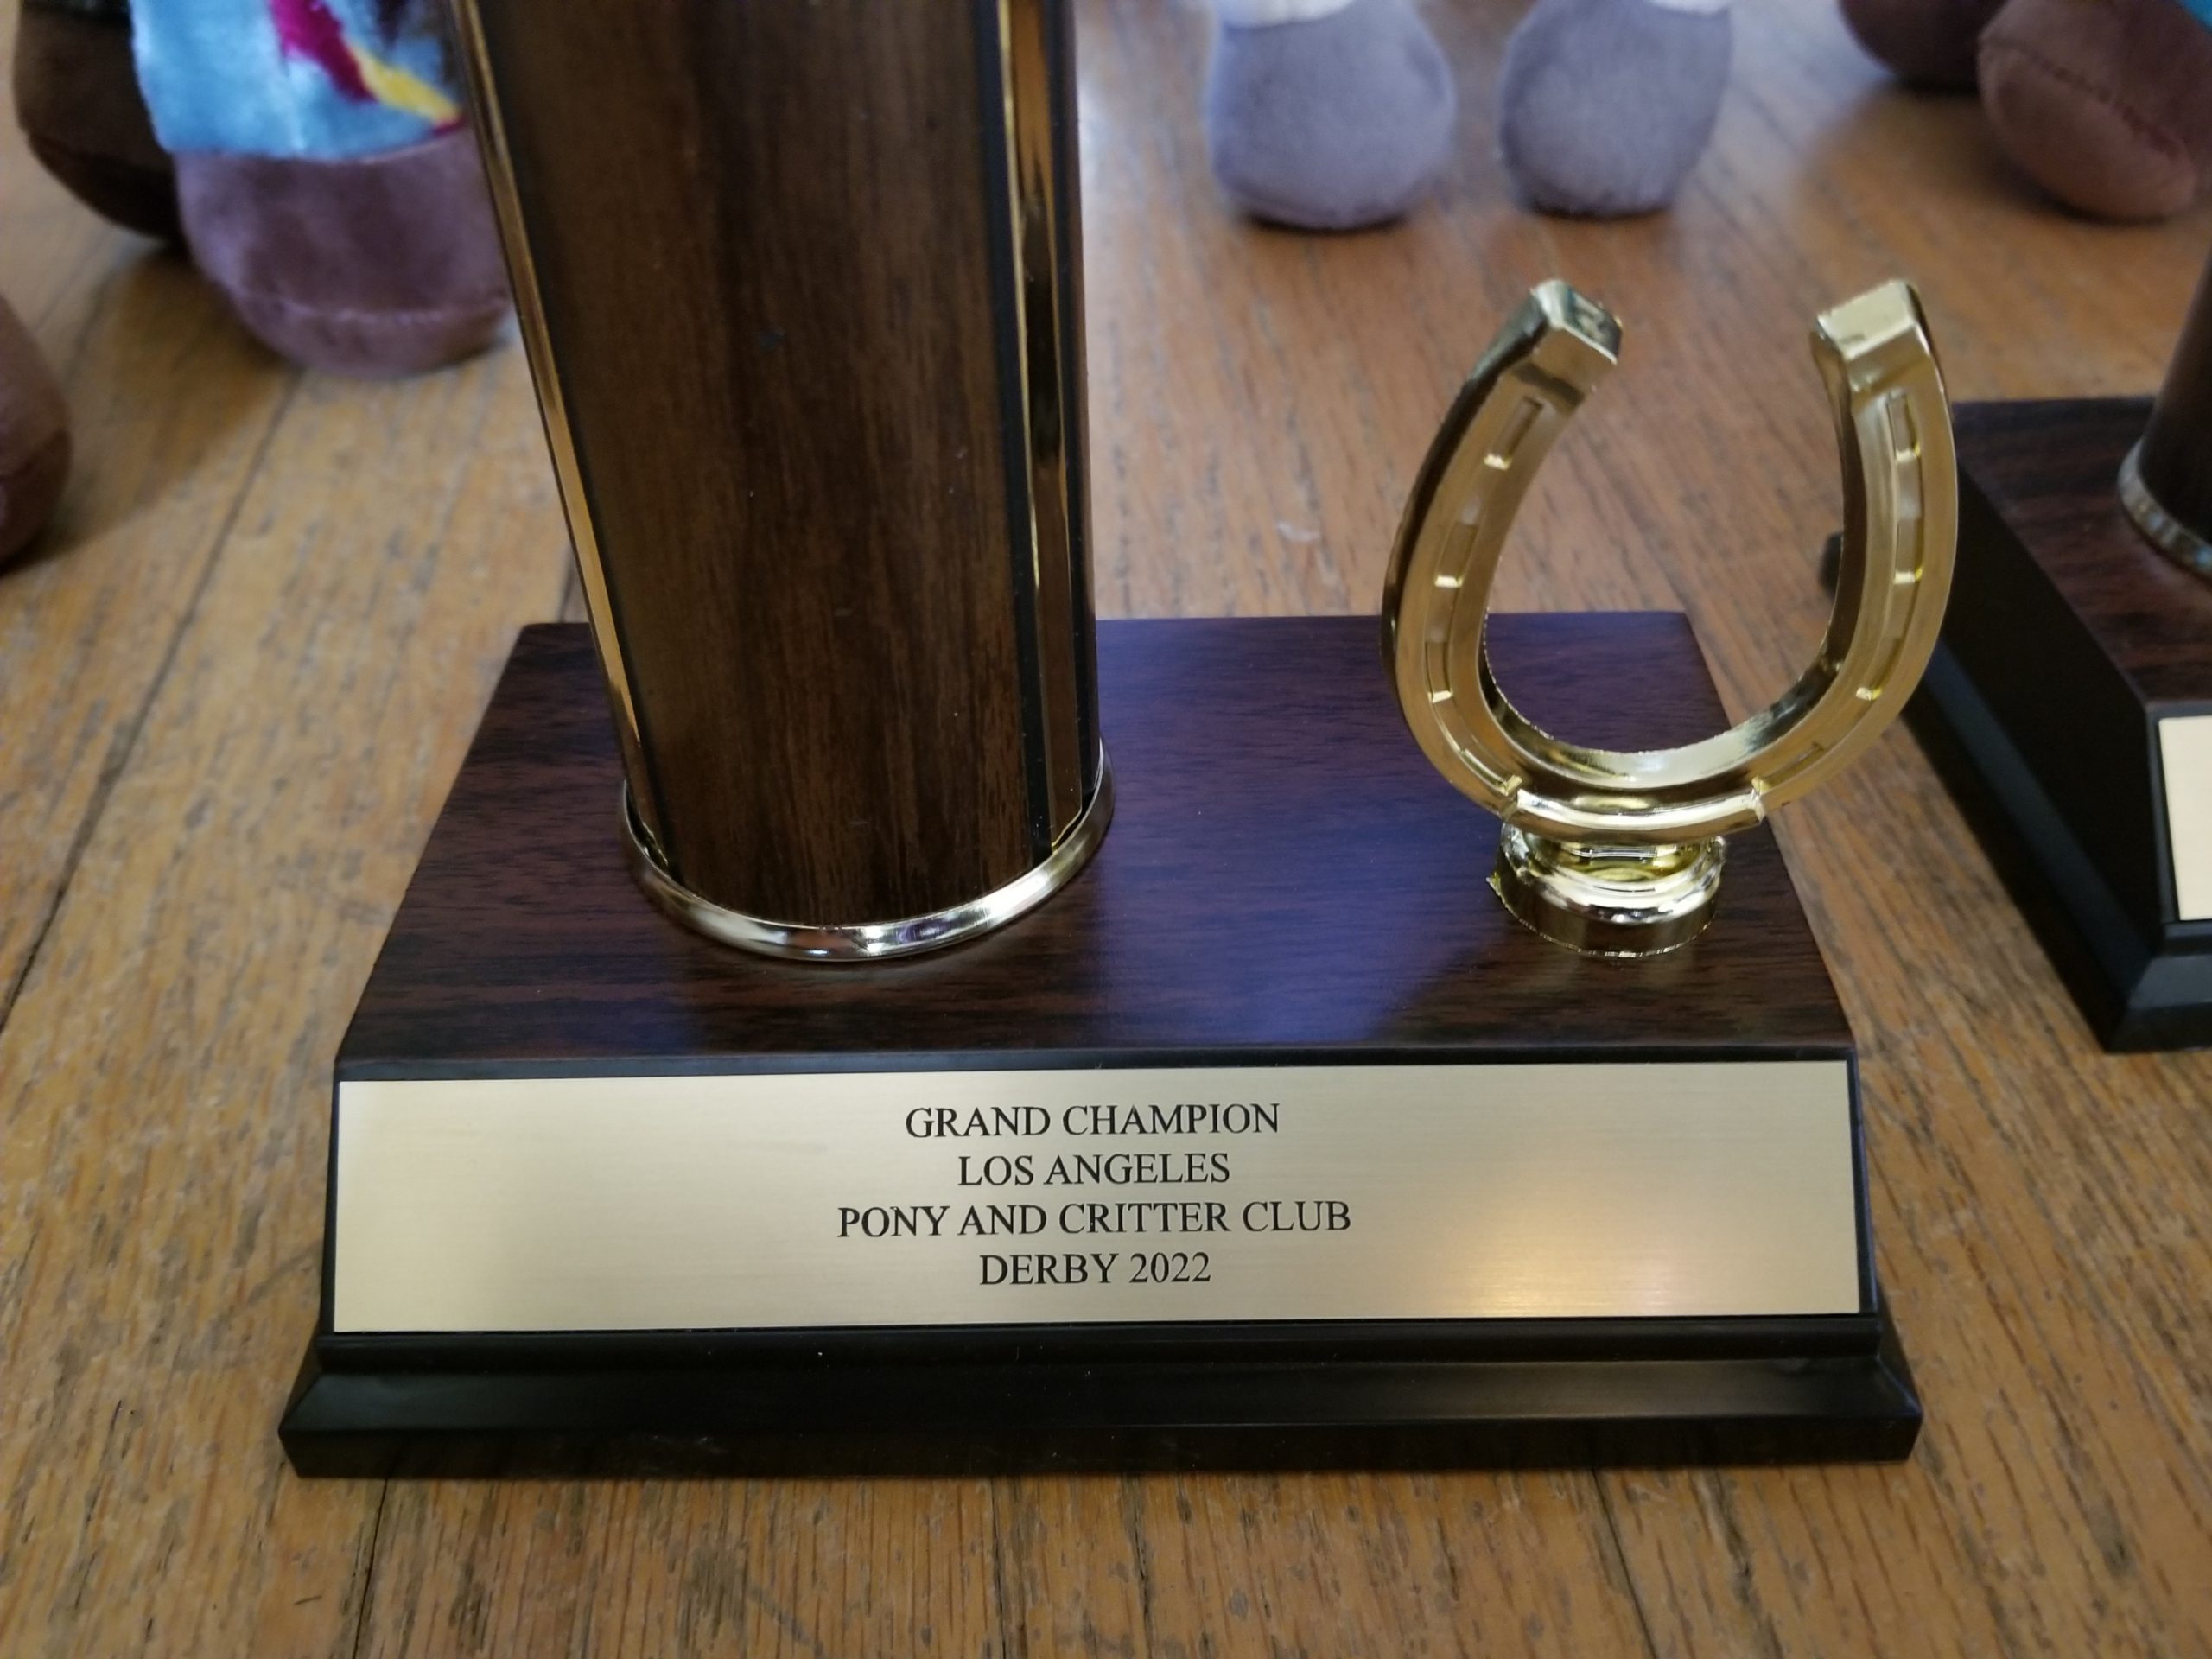 GRAND CHAMPION
LOS ANGELES
PONY AND CRITTER CLUB
DERBY 2022